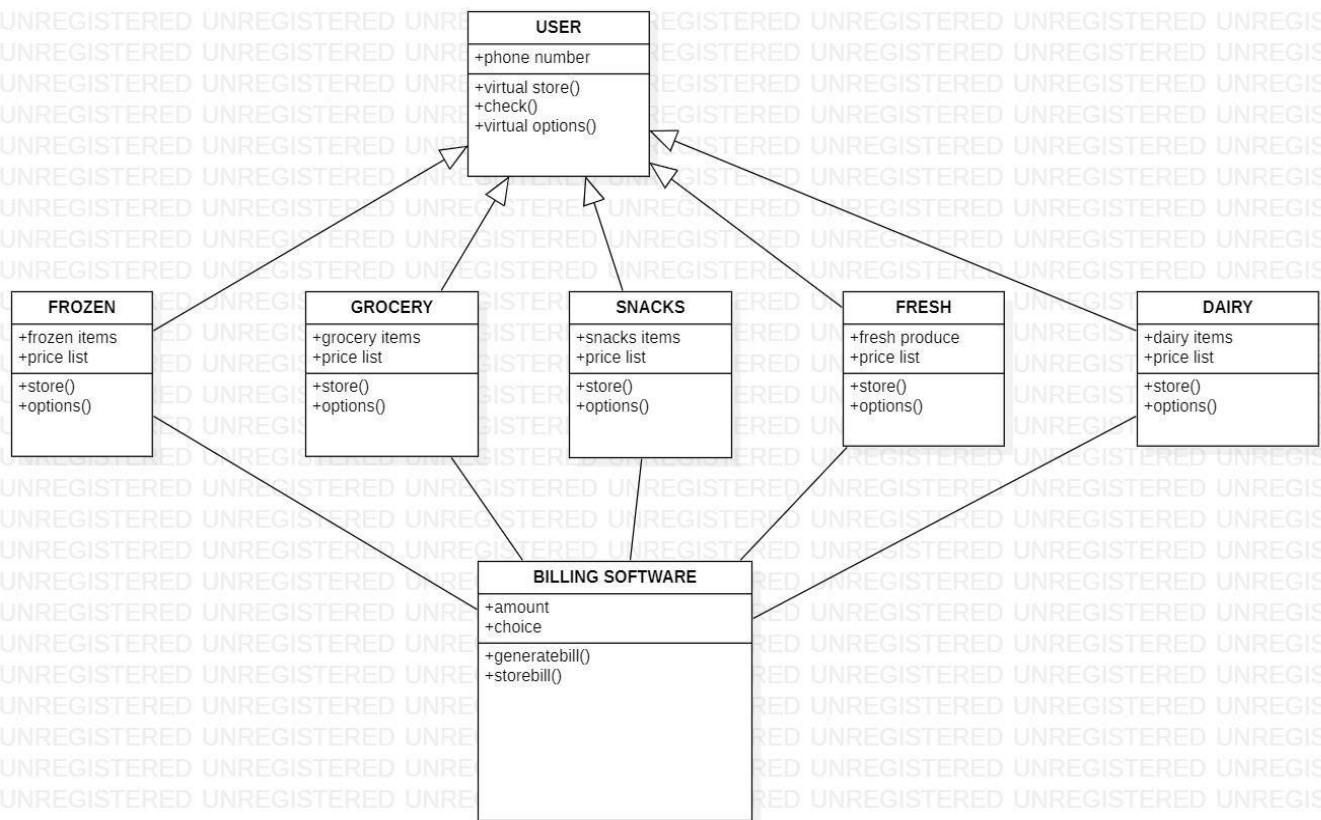 USER
+phone number
+virtual store()
+check()
+virtual options()
FROZEN
+frozen items
+price list
+store()
+options()
GROCERY
+grocery items
+price list
+store()
+options()
SNACKS
+snacks items
+price list
+store()
+options()
FRESH
+fresh produce
+price list
+store()
+options()
DAIRY
+dairy items
+price list
+store()
+options()
BILLING SOFTWARE
+amount
+choice
+generatebill()
+storebill()
UNREGISTERED